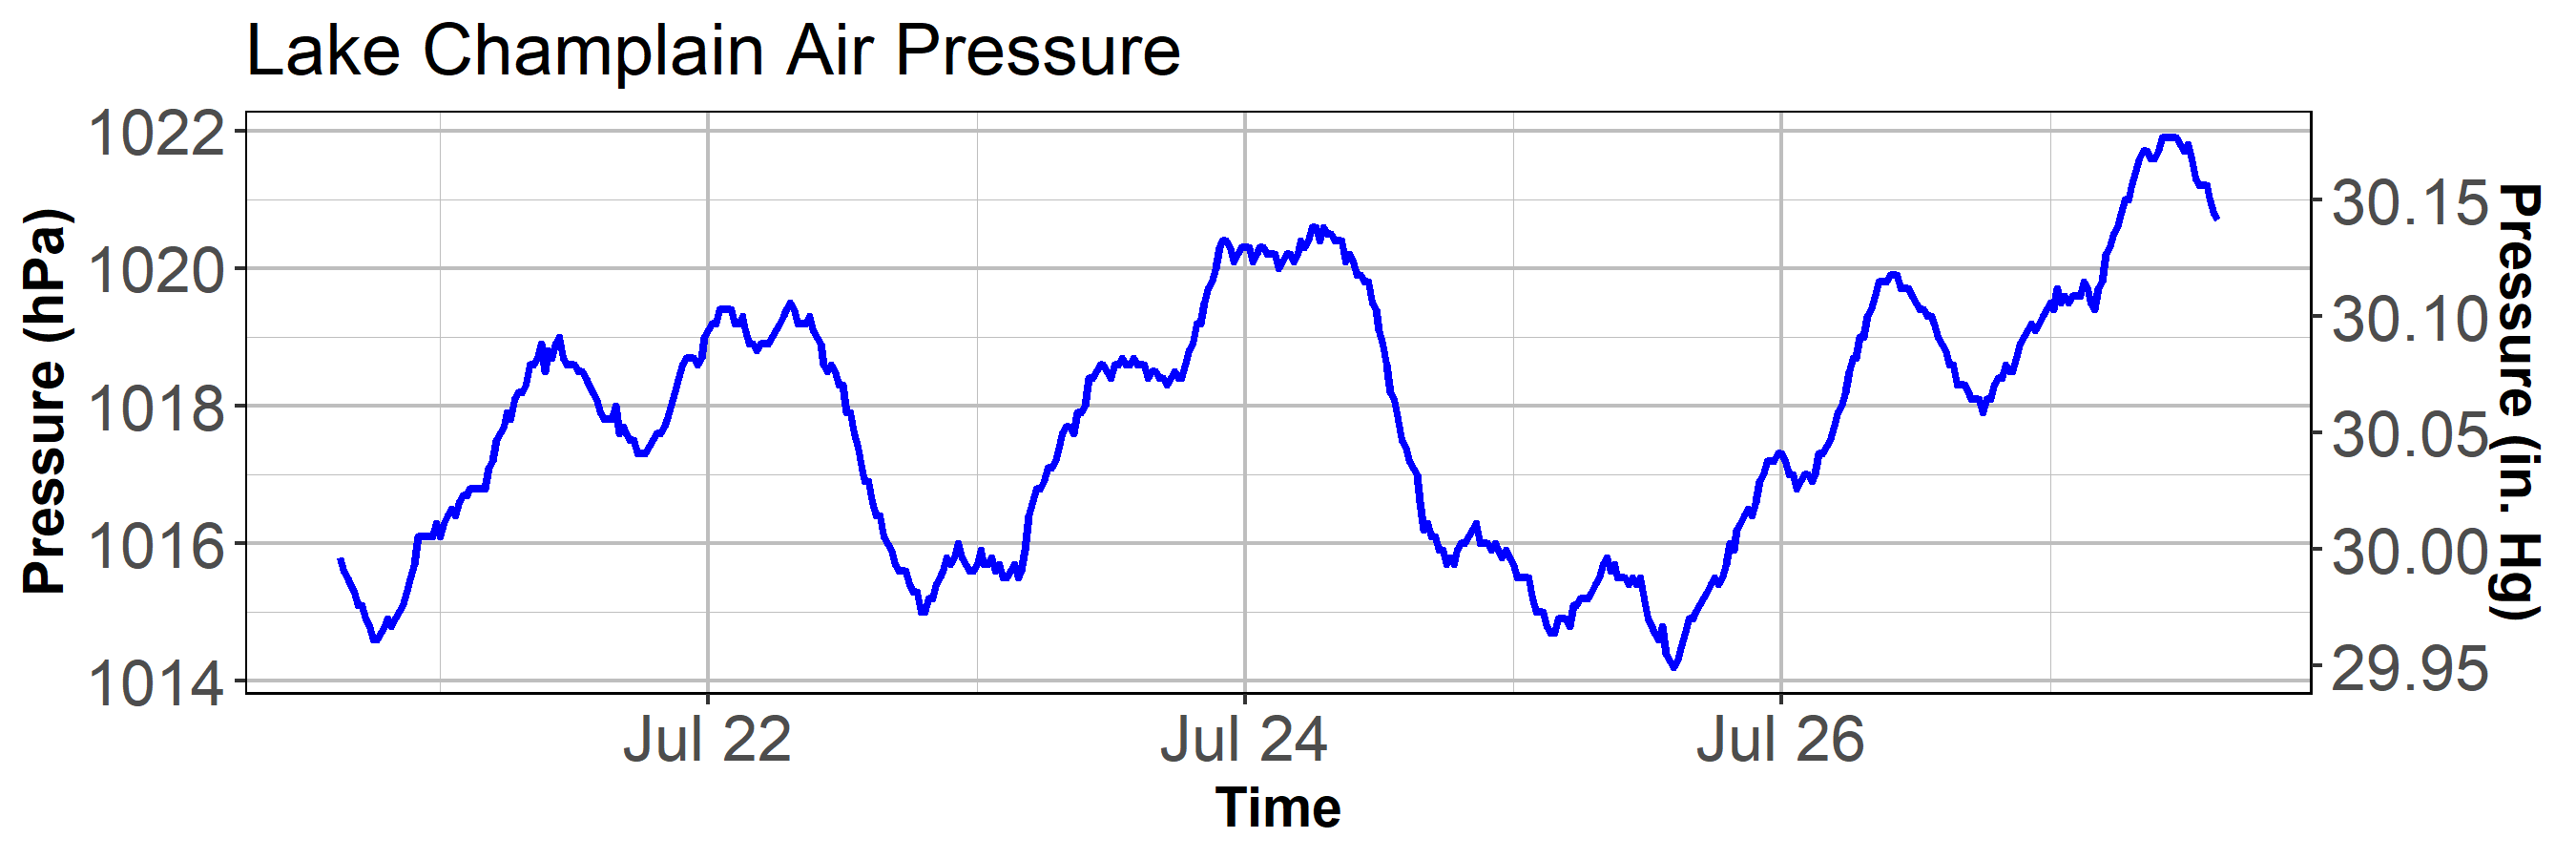 Lake Champlain Air Pressure
1022
1020
1018
1016
1014
Pressure (hPa)
30.15
30.10
30.05
30.00
29.95
Pressure (in. Hg)
Jul 22
Jul 24
Jul 26
Time